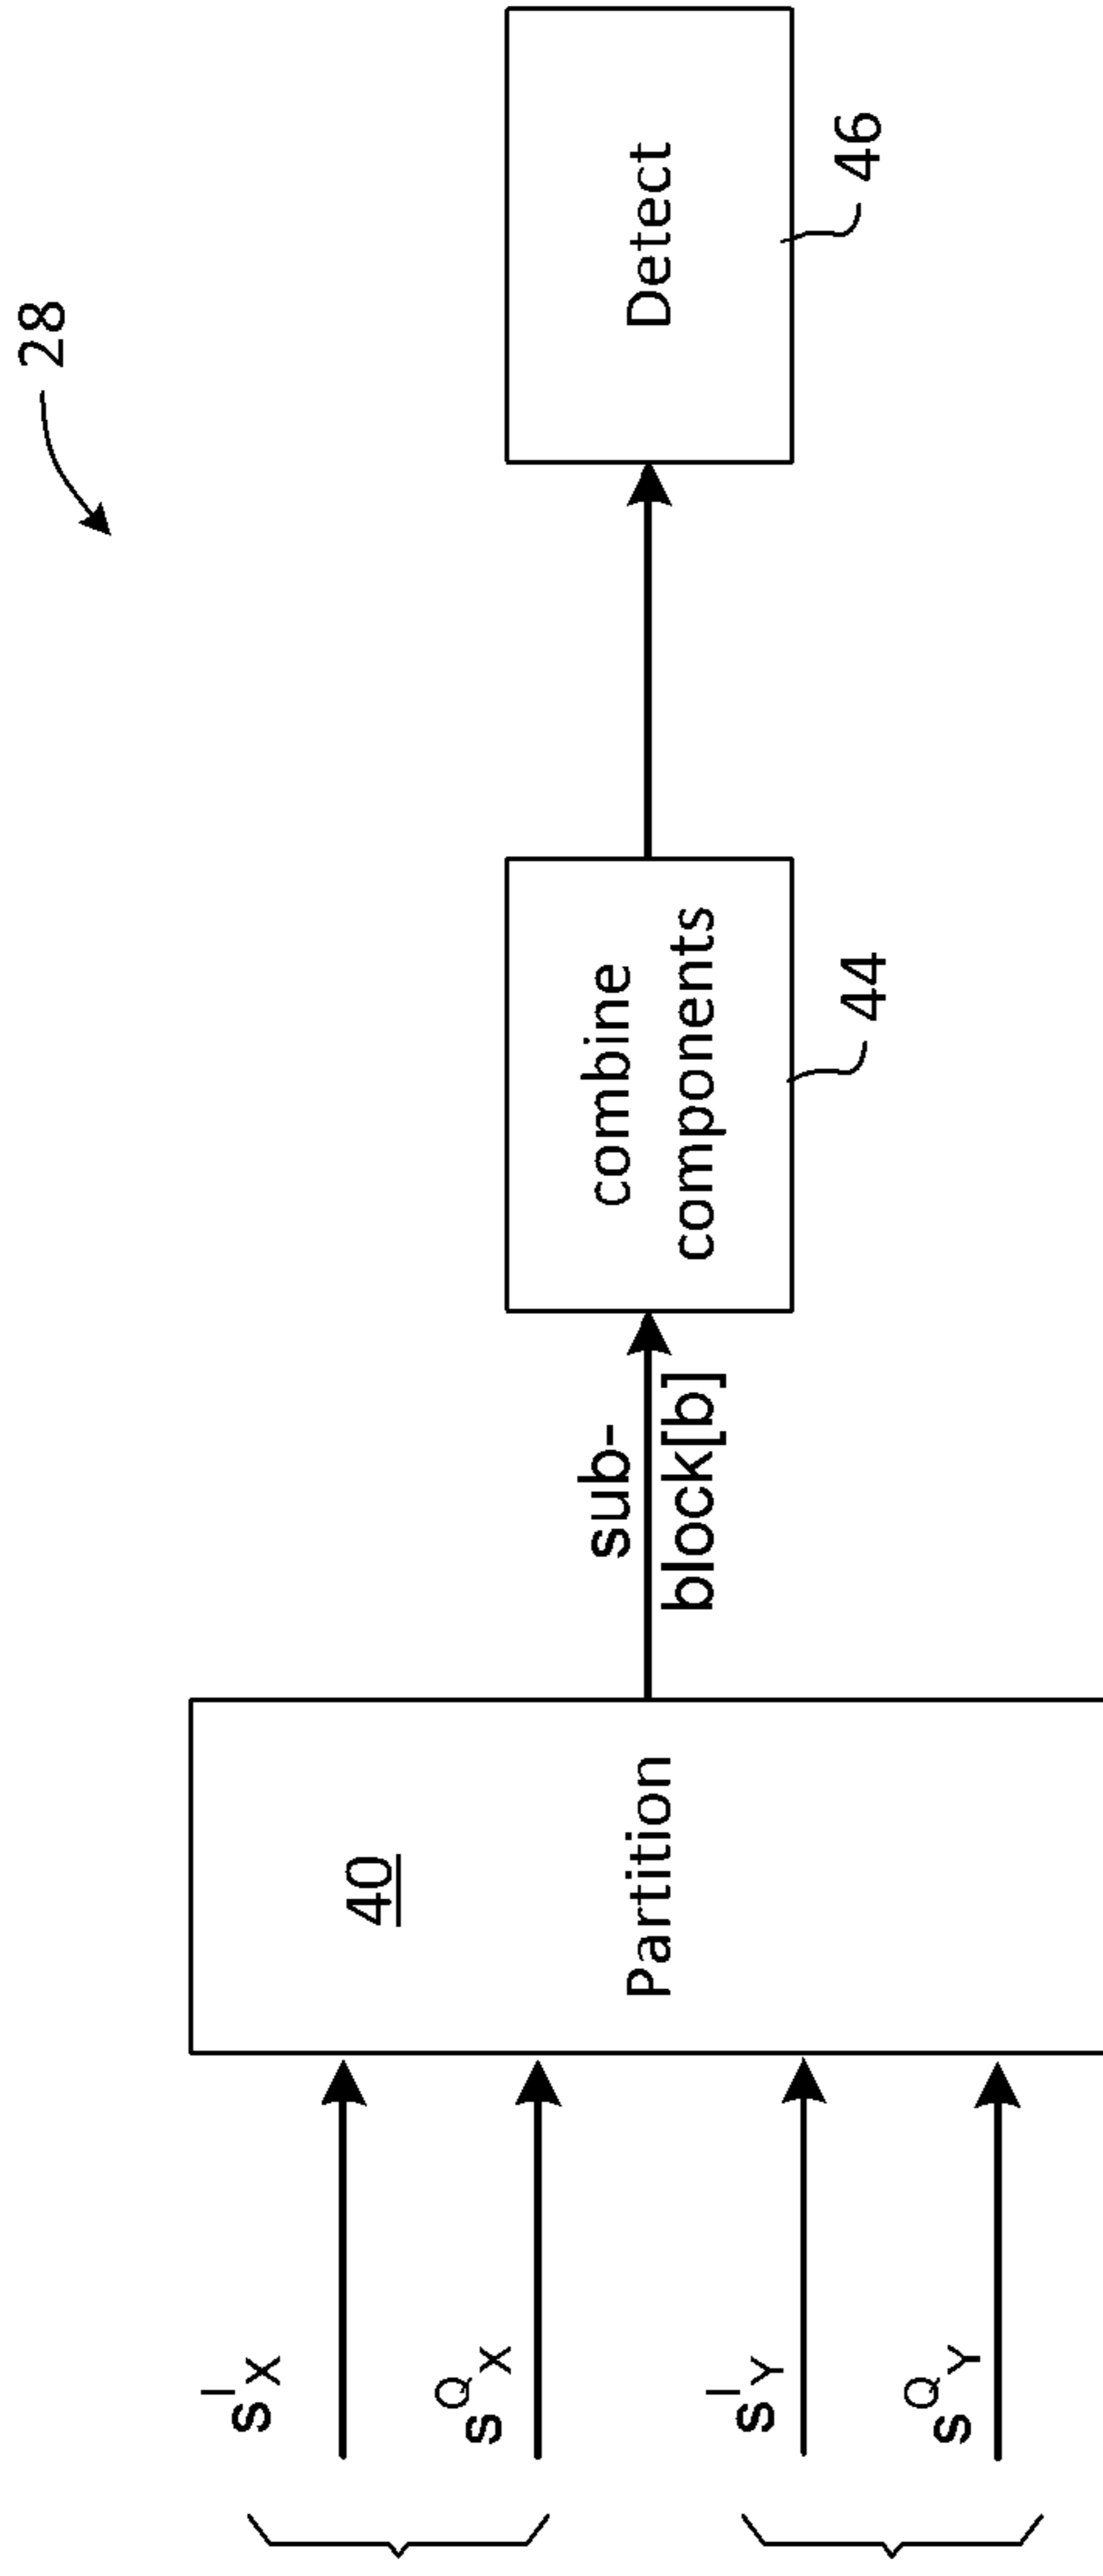 28
s^I_X
s^Q_X
s^I_Y
s^Q_Y
40
Partition
sub-
block[b]
combine
components
44
Detect
46